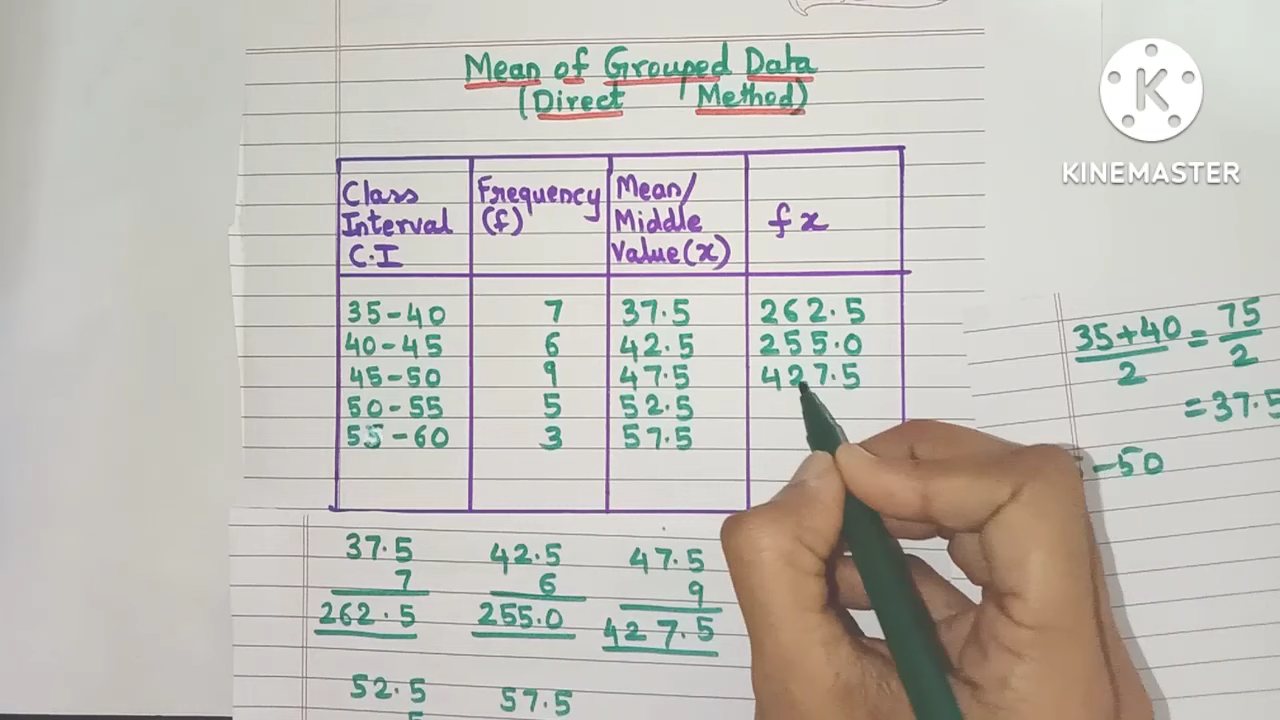 Mean of Grouped Data
(Direct Method)
Class Interval C.I | Frequency (f) | Mean/ Middle Value(x) | fx
35-40 7 37.5 262.5
40-45 6 42.5 255.0
45-50 9 47.5 427.5
50-55 5 52.5
55-60 3 57.5
37.5 42.5 47.5
7 6 9
262.5 255.0 427.5
52.5 57.5
K
KINEMASTER
35+40 = 75
2 2
=37.5
-50